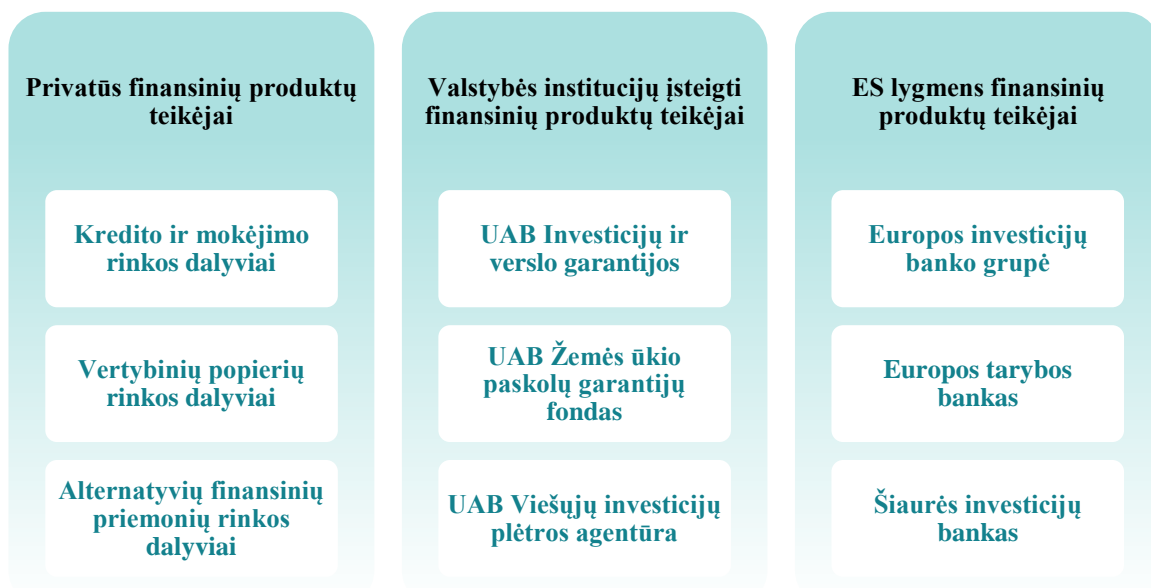 Privatūs finansinių produktų
teikėjai
Kredito ir mokėjimo
rinkos dalyviai
Vertybinių popierių
rinkos dalyviai
Alternatyvių finansinių
priemonių rinkos
dalyviai
Valstybės institucijų įsteigti
finansinių produktų teikėjai
UAB Investicijų ir
verslo garantijos
UAB Žemės ūkio
paskolų garantijų
fondas
UAB Viešųjų investicijų
plėtros agentūra
ES lygmens finansinių
produktų teikėjai
Europos investicijų
banko grupė
Europos tarybos
bankas
Šiaurės investicijų
bankas